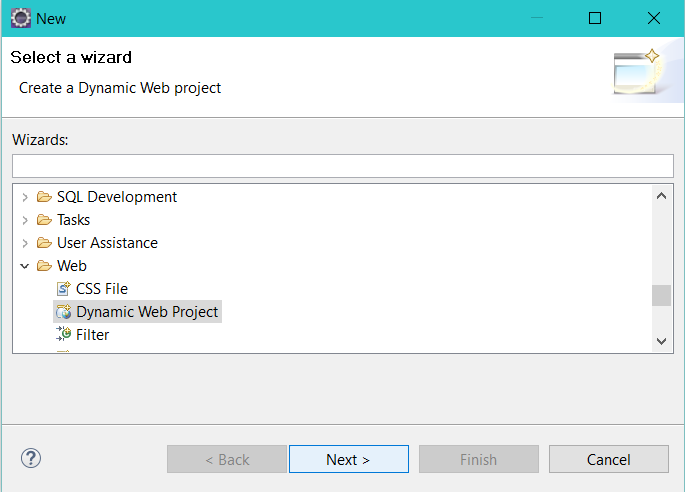 New
Select a wizard
Create a Dynamic Web project
Wizards:
SQL Development
Tasks
User Assistance
Web
CSS File
Dynamic Web Project
Filter
< Back
Next >
Finish
Cancel